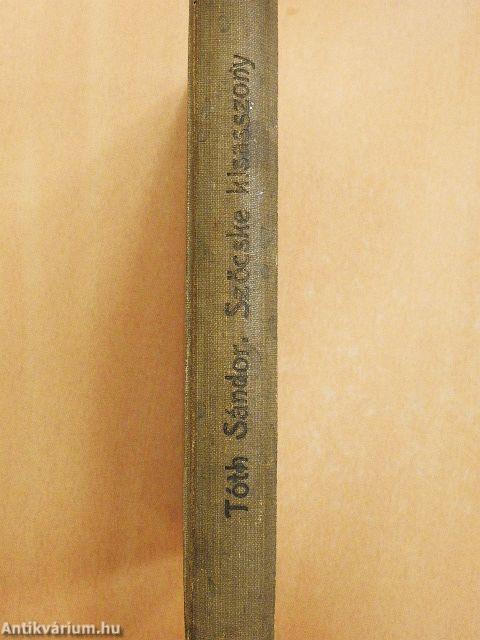 Tóth Sándor. Szöcske kisasszony
Antikvárium.hu